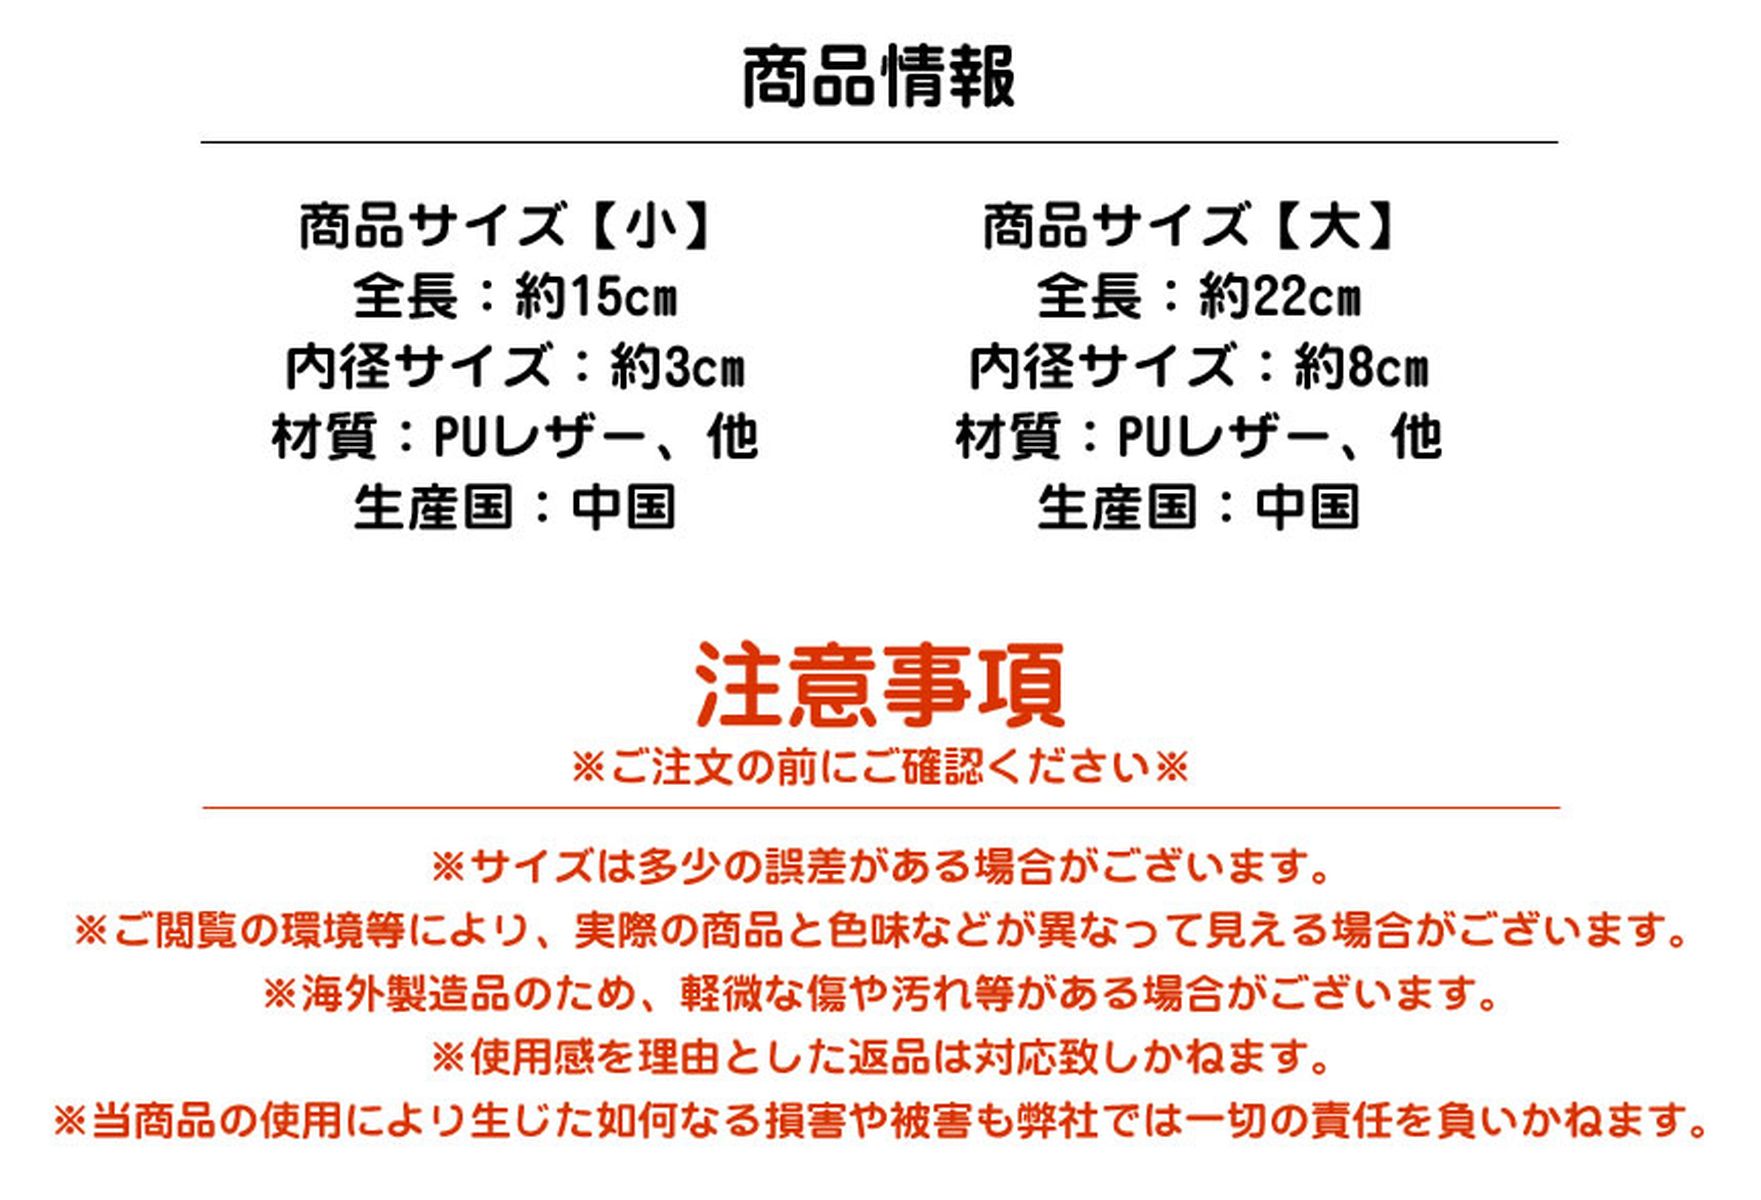 商品情報
商品サイズ【小】
全長：約15cm
内径サイズ：約3cm
材質：PUレザー、他
生産国：中国
商品サイズ【大】
全長：約22cm
内径サイズ：約8cm
材質：PUレザー、他
生産国：中国
注意事項
※ご注文の前にご確認ください※
※サイズは多少の誤差がある場合がございます。
※ご閲覧の環境等により、実際の商品と色味などが異なって見える場合がございます。
※海外製造品のため、軽微な傷や汚れ等がある場合がございます。
※使用感を理由とした返品は対応致しかねます。
※当商品の使用により生じた如何なる損害や被害も弊社では一切の責任を負いかねます。